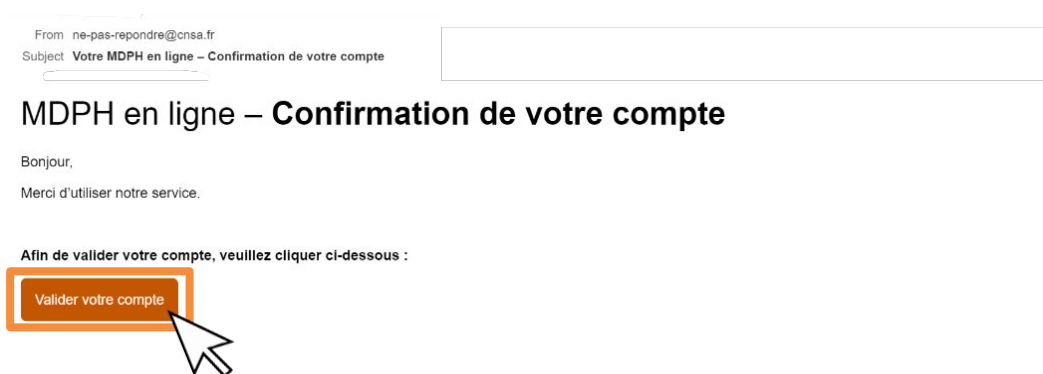 From ne-pas-repondre@cnsa.fr
Subject Votre MDPH en ligne – Confirmation de votre compte
MDPH en ligne – Confirmation de votre compte
Bonjour,
Merci d'utiliser notre service.
Afin de valider votre compte, veuillez cliquer ci-dessous :
Valider votre compte